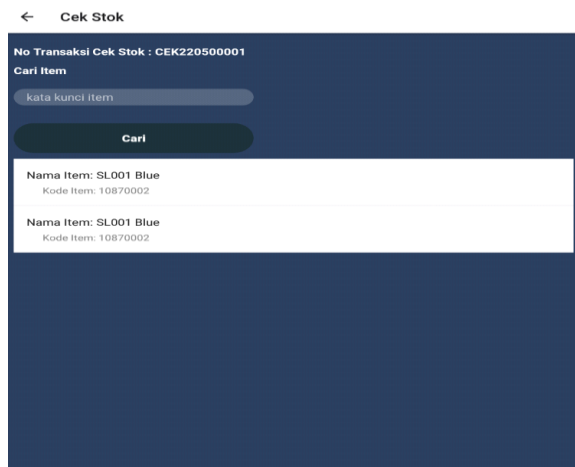 Cek Stok
No Transaksi Cek Stok : CEK220500001
Cari Item
kata kunci item
Cari
Nama Item: SL001 Blue
Kode Item: 10870002
Nama Item: SL001 Blue
Kode Item: 10870002